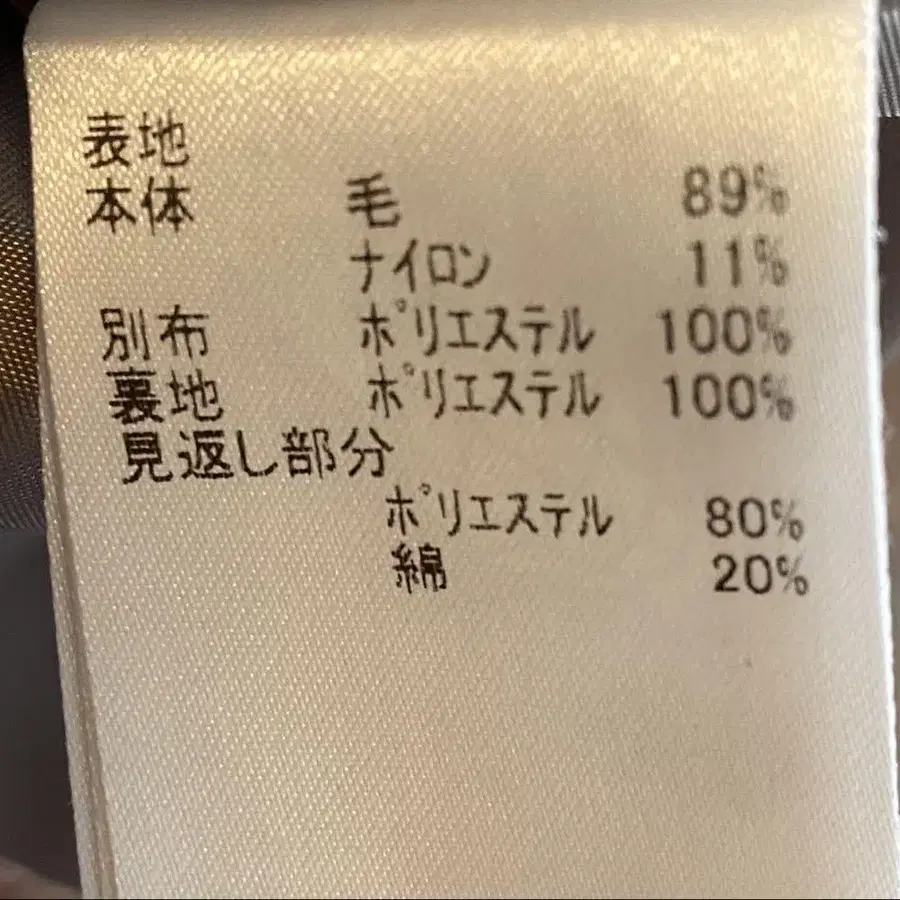 表地
本体 毛 89%
ナイロン 11%
別布 ポリエステル 100%
裏地 ポリエステル 100%
見返し部分
ポリエステル 80%
綿 20%